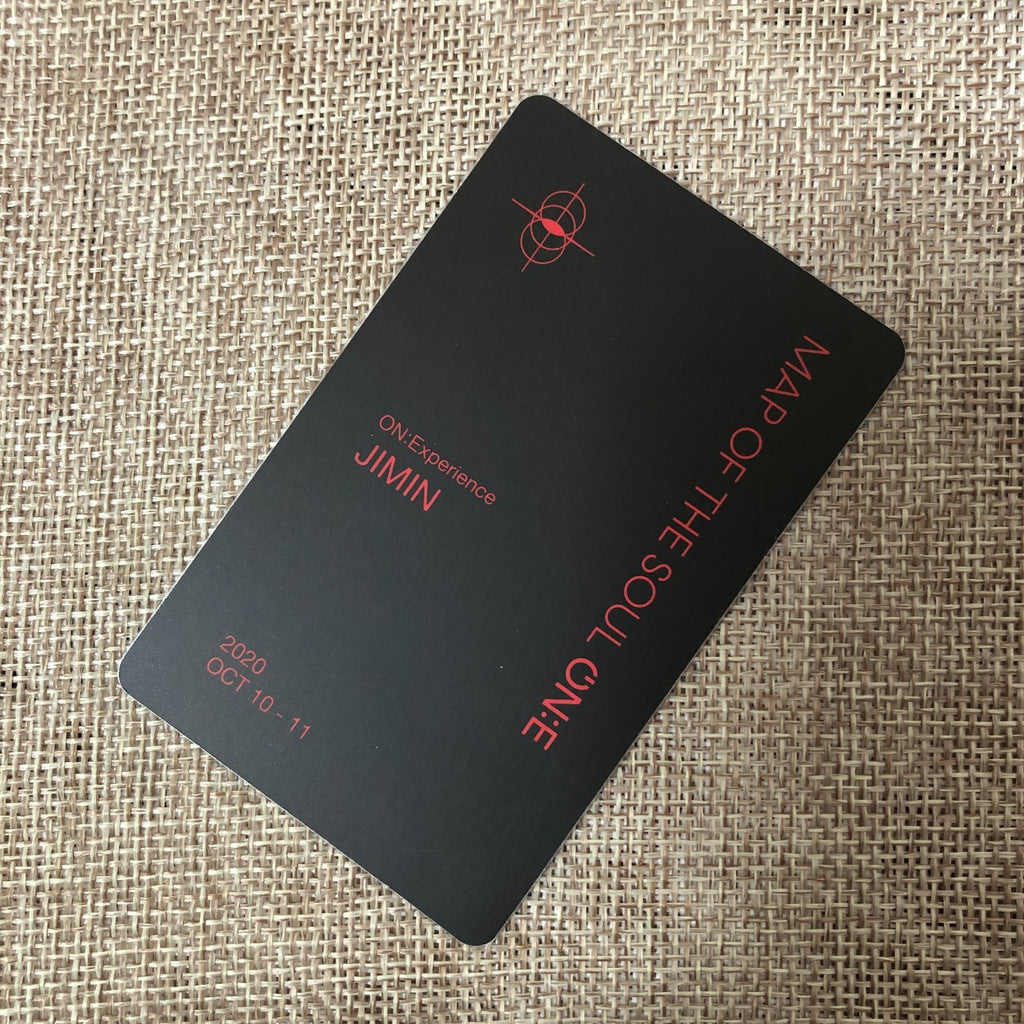 MAP OF THE SOUL ON:E
ON:Experience
JIMIN
2020
OCT 10 - 11